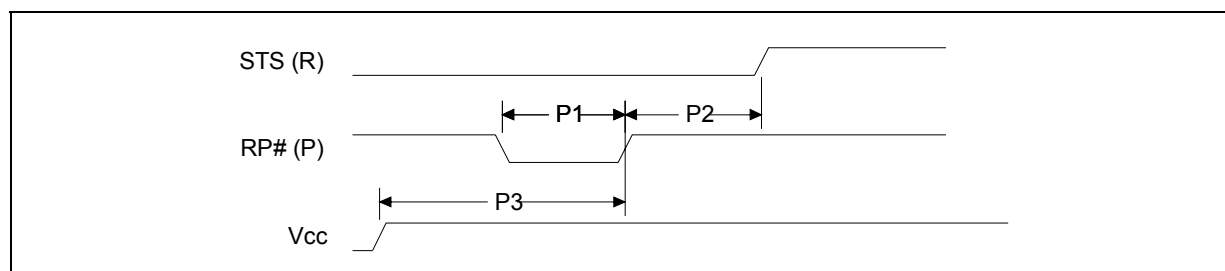 STS (R)
P1
P2
RP# (P)
P3
Vcc